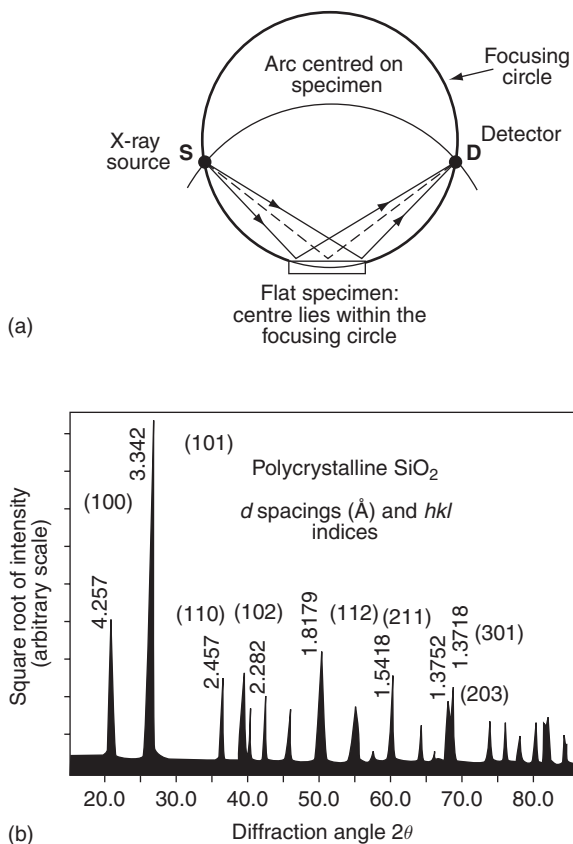 Arc centred on
specimen
Focusing
circle
X-ray
source
S
D
Detector
Flat specimen:
centre lies within the
focusing circle
(a)
Square root of intensity
(arbitrary scale)
Polycrystalline SiO₂
d spacings (Å) and hkl
indices
(100)
4.257
3.342
(101)
(110)
2.457
(102)
2.282
1.8179
(112)
(211)
1.5418
1.3752
1.3718
(301)
(203)
20.0 30.0 40.0 50.0 60.0 70.0 80.0
Diffraction angle 2θ
(b)